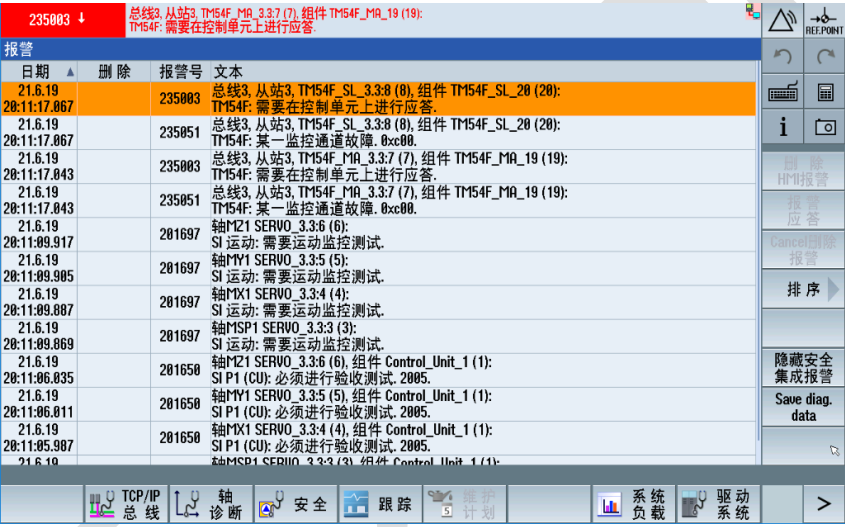 235003 ↓
总线3, 从站3, TM54F_MA_3.3:7 (7), 组件 TM54F_MA_19 (19):
TM54F: 需要在控制单元上进行应答.
REF.POINT
报警
日期 ▲ 删除 报警号 文本
21.6.19
20:11:17.067
235003
总线3, 从站3, TM54F_SL_3.3:8 (8), 组件 TM54F_SL_20 (20):
TM54F: 需要在控制单元上进行应答.
21.6.19
20:11:17.067
235051
总线3, 从站3, TM54F_SL_3.3:8 (8), 组件 TM54F_SL_20 (20):
TM54F: 某一监控通道故障. 0xc00.
21.6.19
20:11:17.043
235003
总线3, 从站3, TM54F_MA_3.3:7 (7), 组件 TM54F_MA_19 (19):
TM54F: 需要在控制单元上进行应答.
21.6.19
20:11:17.043
235051
总线3, 从站3, TM54F_MA_3.3:7 (7), 组件 TM54F_MA_19 (19):
TM54F: 某一监控通道故障. 0xc00.
21.6.19
20:11:09.917
201697
轴MZ1 SERVO_3.3:6 (6):
SI 运动: 需要运动监控测试.
21.6.19
20:11:09.905
201697
轴MY1 SERVO_3.3:5 (5):
SI 运动: 需要运动监控测试.
21.6.19
20:11:09.887
201697
轴MX1 SERVO_3.3:4 (4):
SI 运动: 需要运动监控测试.
21.6.19
20:11:09.869
201697
轴MSP1 SERVO_3.3:3 (3):
SI 运动: 需要运动监控测试.
21.6.19
20:11:06.035
201650
轴MZ1 SERVO_3.3:6 (6), 组件 Control_Unit_1 (1):
SI P1 (CU): 必须进行验收测试. 2005.
21.6.19
20:11:06.011
201650
轴MY1 SERVO_3.3:5 (5), 组件 Control_Unit_1 (1):
SI P1 (CU): 必须进行验收测试. 2005.
21.6.19
20:11:05.987
201650
轴MX1 SERVO_3.3:4 (4), 组件 Control_Unit_1 (1):
SI P1 (CU): 必须进行验收测试. 2005.
21.6.19
轴MSP1 SERVO_3.3:3 (3), 组件 Control_Unit_1 (1):
删 除
HMI报警
报 警
应 答
Cancel删除
报警
排 序
隐藏安全
集成报警
Save diag.
data
TCP/IP
总 线
轴
诊 断
安 全
跟 踪
维 护
计 划
系 统
负 载
驱 动
系 统
>